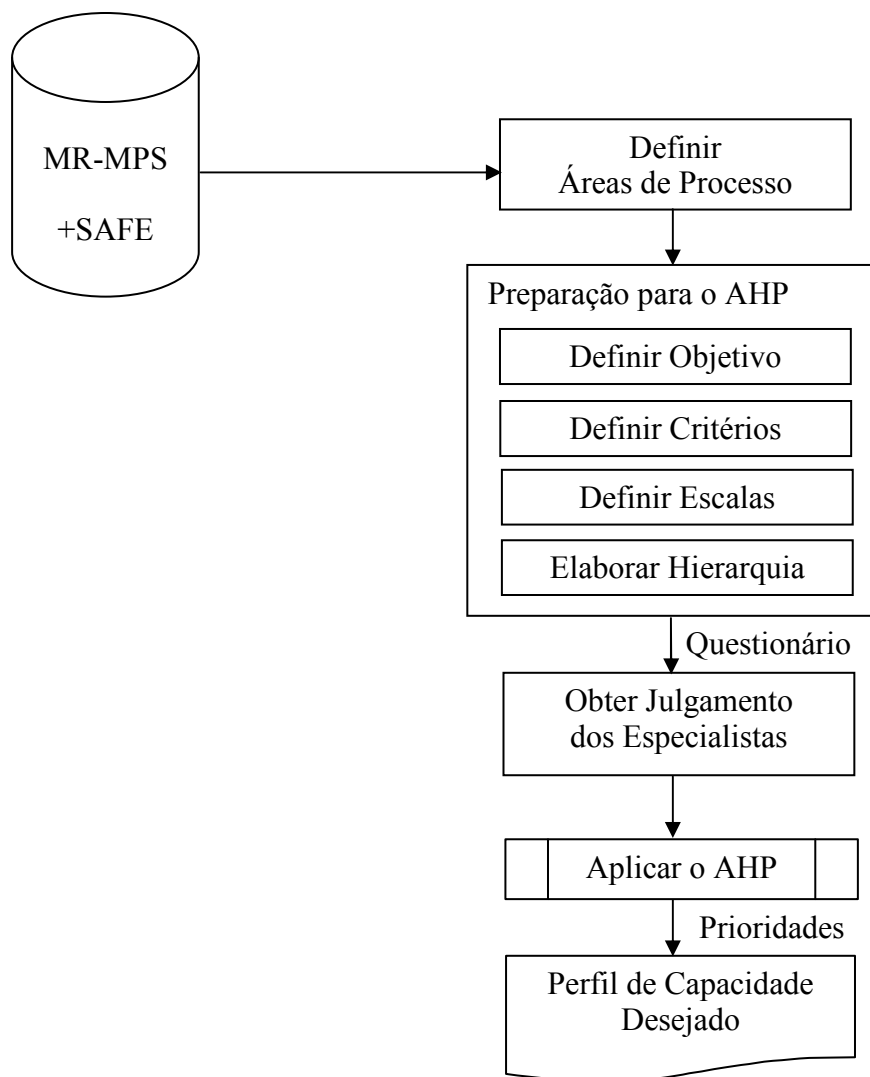 MR-MPS
+SAFE
Definir
Áreas de Processo
Preparação para o AHP
Definir Objetivo
Definir Critérios
Definir Escalas
Elaborar Hierarquia
Questionário
Obter Julgamento
dos Especialistas
Aplicar o AHP
Prioridades
Perfil de Capacidade
Desejado